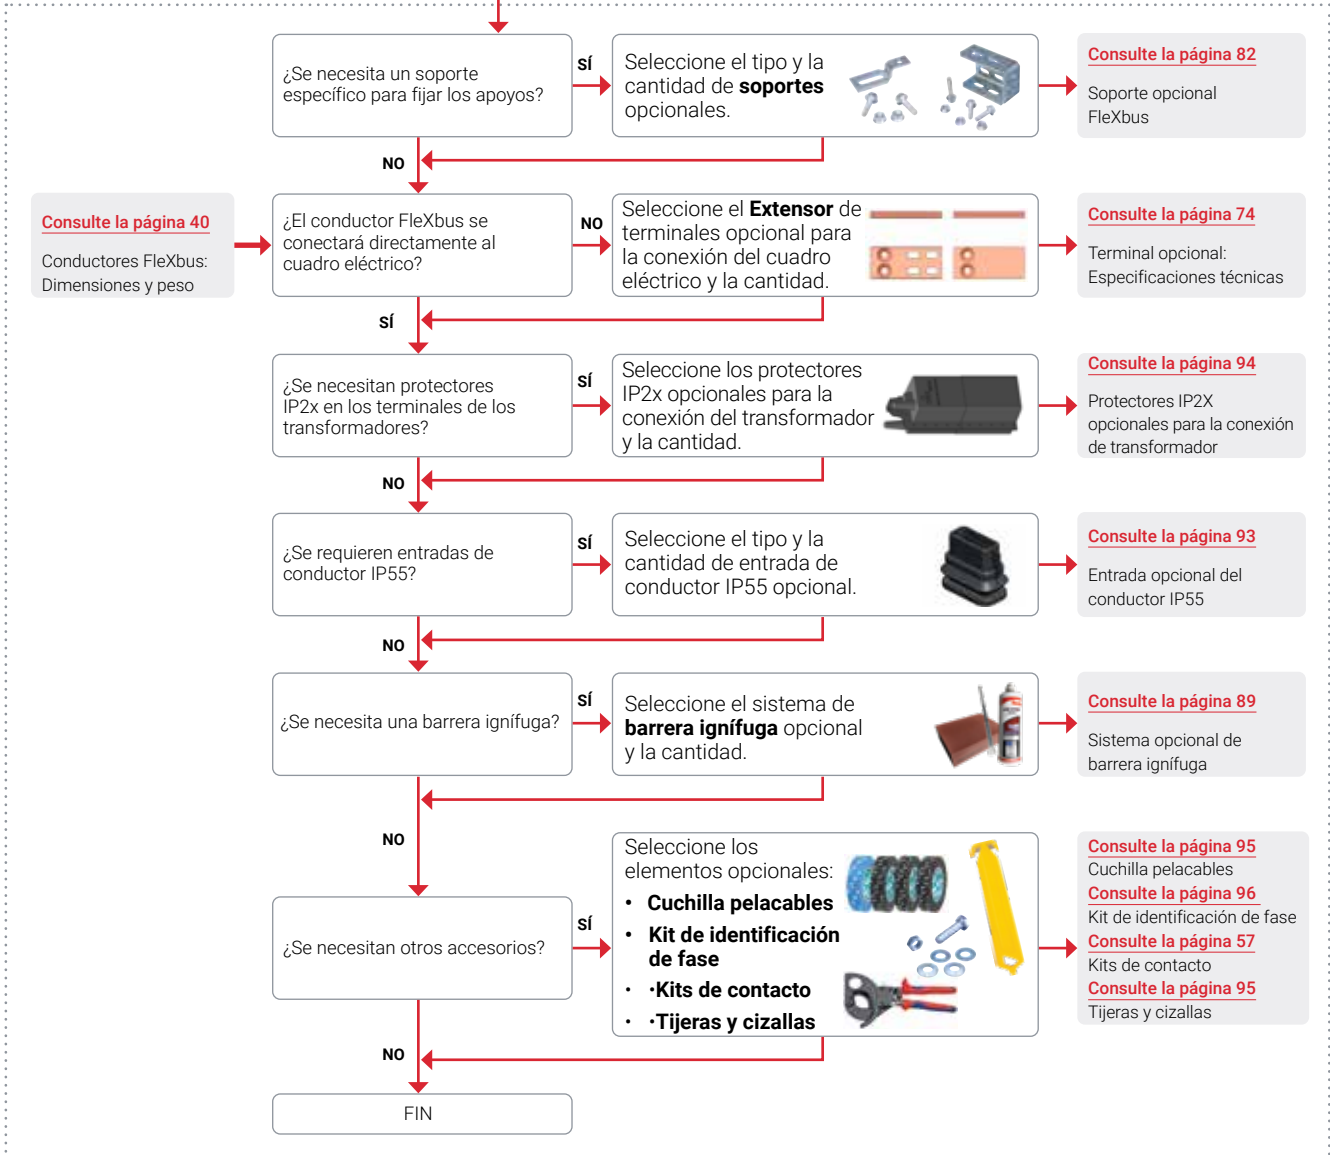 ¿Se necesita un soporte
específico para fijar los apoyos?
SÍ
Seleccione el tipo y la
cantidad de soportes
opcionales.
Consulte la página 82
Soporte opcional
FleXbus
NO
Consulte la página 40
Conductores FleXbus:
Dimensiones y peso
¿El conductor FleXbus se
conectará directamente al
cuadro eléctrico?
NO
Seleccione el Extensor de
terminales opcional para
la conexión del cuadro
eléctrico y la cantidad.
Consulte la página 74
Terminal opcional:
Especificaciones técnicas
SÍ
¿Se necesitan protectores
IP2x en los terminales de los
transformadores?
SÍ
Seleccione los protectores
IP2x opcionales para la
conexión del transformador
y la cantidad.
Consulte la página 94
Protectores IP2X
opcionales para la conexión
de transformador
NO
¿Se requieren entradas de
conductor IP55?
SÍ
Seleccione el tipo y la
cantidad de entrada de
conductor IP55 opcional.
Consulte la página 93
Entrada opcional del
conductor IP55
NO
¿Se necesita una barrera ignífuga?
SÍ
Seleccione el sistema de
barrera ignífuga opcional
y la cantidad.
Consulte la página 89
Sistema opcional de
barrera ignífuga
NO
¿Se necesitan otros accesorios?
SÍ
Seleccione los
elementos opcionales:
• Cuchilla pelacables
• Kit de identificación
de fase
• ·Kits de contacto
• ·Tijeras y cizallas
Consulte la página 95
Cuchilla pelacables
Consulte la página 96
Kit de identificación de fase
Consulte la página 57
Kits de contacto
Consulte la página 95
Tijeras y cizallas
NO
FIN